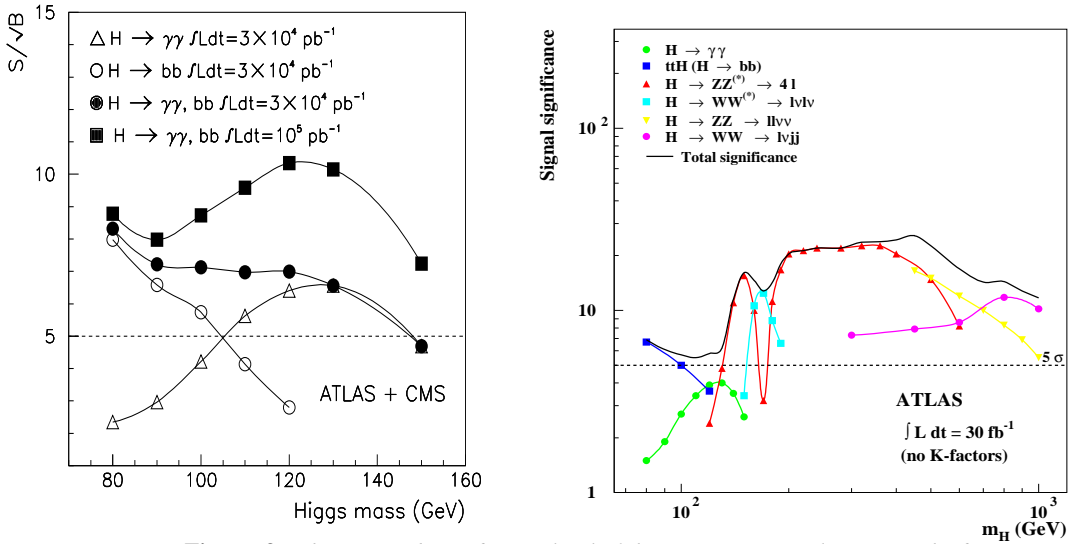 15
10
5
S/√B
△ H → γγ ∫Ldt=3×10⁴ pb⁻¹
○ H → bb ∫Ldt=3×10⁴ pb⁻¹
● H → γγ, bb ∫Ldt=3×10⁴ pb⁻¹
■ H → γγ, bb ∫Ldt=10⁵ pb⁻¹
ATLAS + CMS
80 100 120 140 160
Higgs mass (GeV)
Signal significance
10²
10
1
H → γ γ
ttH (H → bb)
H → ZZ(*) → 4 l
H → WW(*) → lνlν
H → ZZ → llνν
H → WW → lνjj
Total significance
5 σ
ATLAS
∫ L dt = 30 fb⁻¹
(no K-factors)
10² 10³
m_H (GeV)